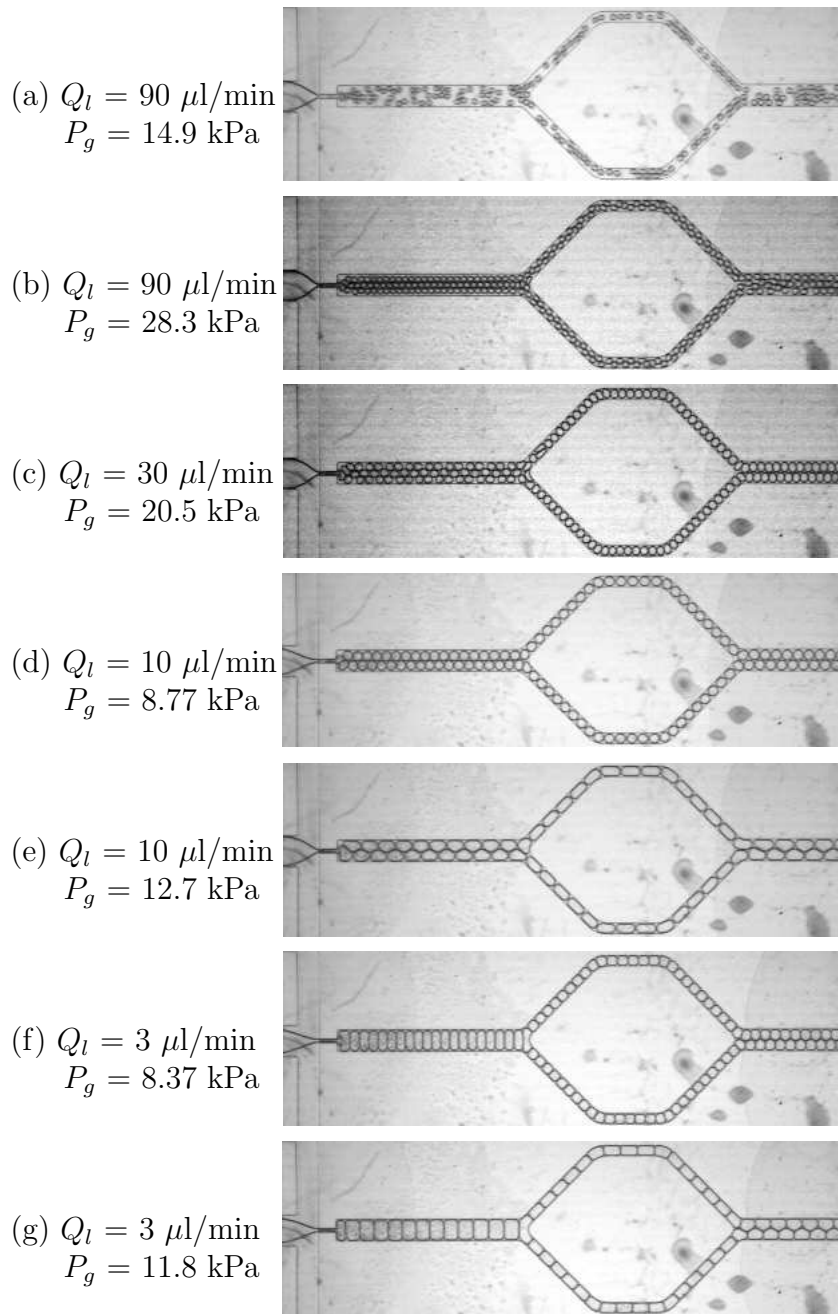 (a) Q_l = 90 μl/min
P_g = 14.9 kPa
(b) Q_l = 90 μl/min
P_g = 28.3 kPa
(c) Q_l = 30 μl/min
P_g = 20.5 kPa
(d) Q_l = 10 μl/min
P_g = 8.77 kPa
(e) Q_l = 10 μl/min
P_g = 12.7 kPa
(f) Q_l = 3 μl/min
P_g = 8.37 kPa
(g) Q_l = 3 μl/min
P_g = 11.8 kPa